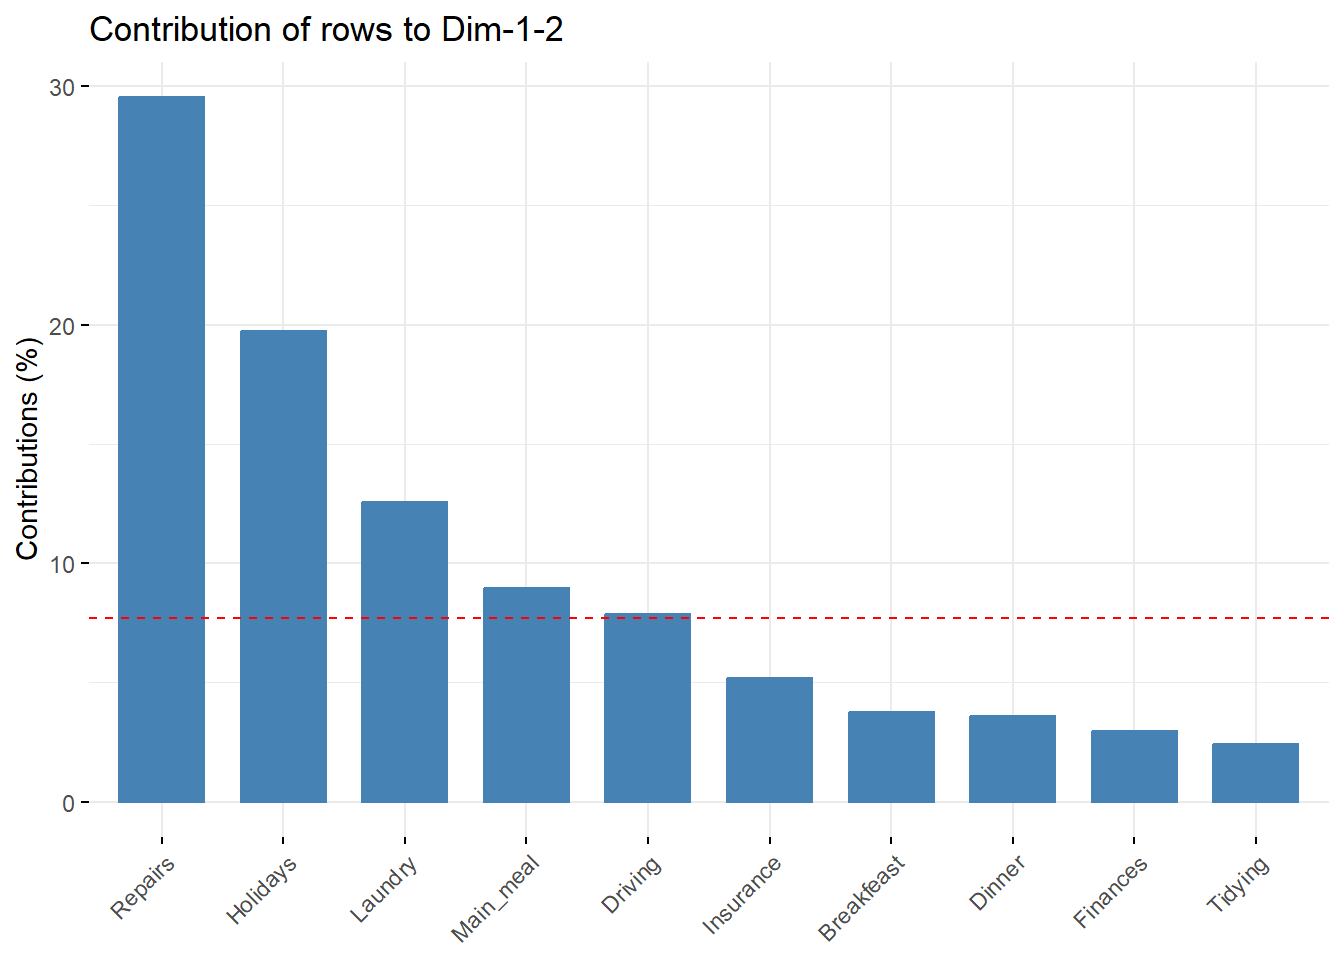 Contribution of rows to Dim-1-2
Contributions (%)
30
20
10
0
Repairs
Holidays
Laundry
Main_meal
Driving
Insurance
Breakfeast
Dinner
Finances
Tidying